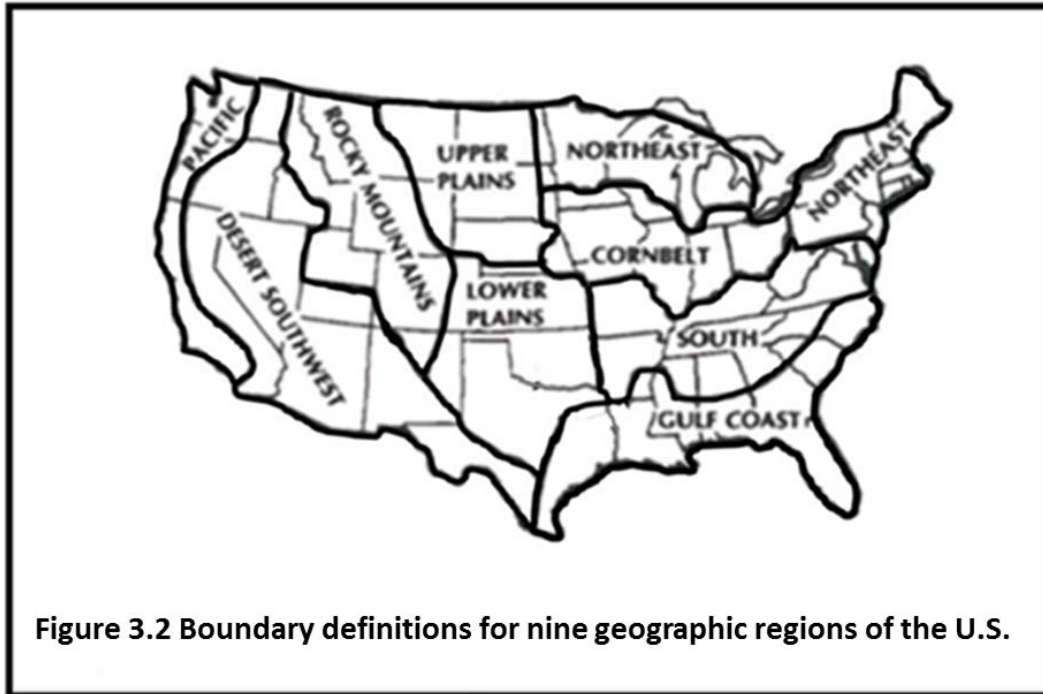 PACIFIC
ROCKY MOUNTAINS
UPPER
PLAINS
NORTHEAST
NORTHEAST
DESERT SOUTHWEST
CORNBELT
LOWER
PLAINS
SOUTH
GULF COAST
Figure 3.2 Boundary definitions for nine geographic regions of the U.S.